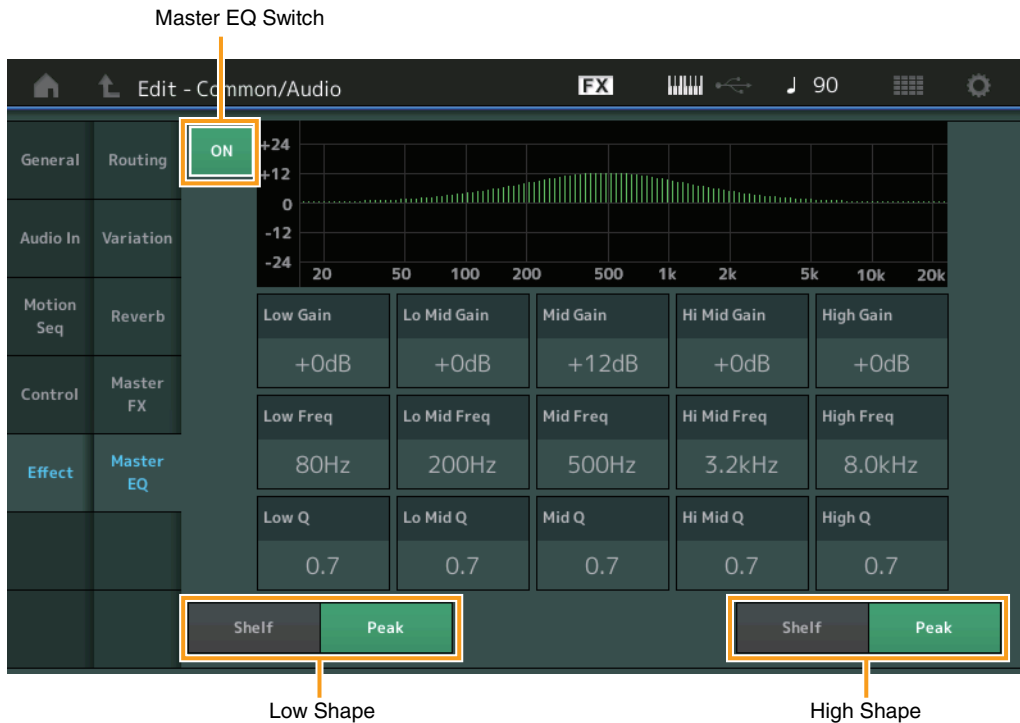 Master EQ Switch
Edit - Common/Audio
FX
90
General
Routing
ON
+24
+12
0
-12
-24
20 50 100 200 500 1k 2k 5k 10k 20k
Audio In
Variation
Motion
Seq
Reverb
Control
Master
FX
Effect
Master
EQ
Low Gain
Lo Mid Gain
Mid Gain
Hi Mid Gain
High Gain
+0dB
+0dB
+12dB
+0dB
+0dB
Low Freq
Lo Mid Freq
Mid Freq
Hi Mid Freq
High Freq
80Hz
200Hz
500Hz
3.2kHz
8.0kHz
Low Q
Lo Mid Q
Mid Q
Hi Mid Q
High Q
0.7
0.7
0.7
0.7
0.7
Shelf
Peak
Shelf
Peak
Low Shape
High Shape